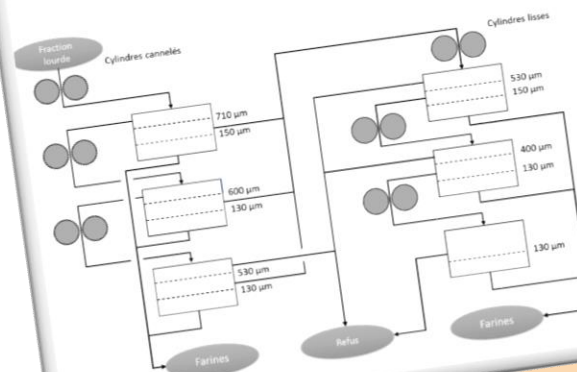 Fraction
lourde
Cylindres cannelés
710 µm
150 µm
600 µm
130 µm
530 µm
130 µm
Farines
Cylindres lisses
530 µm
150 µm
400 µm
130 µm
130 µm
Refus
Farines